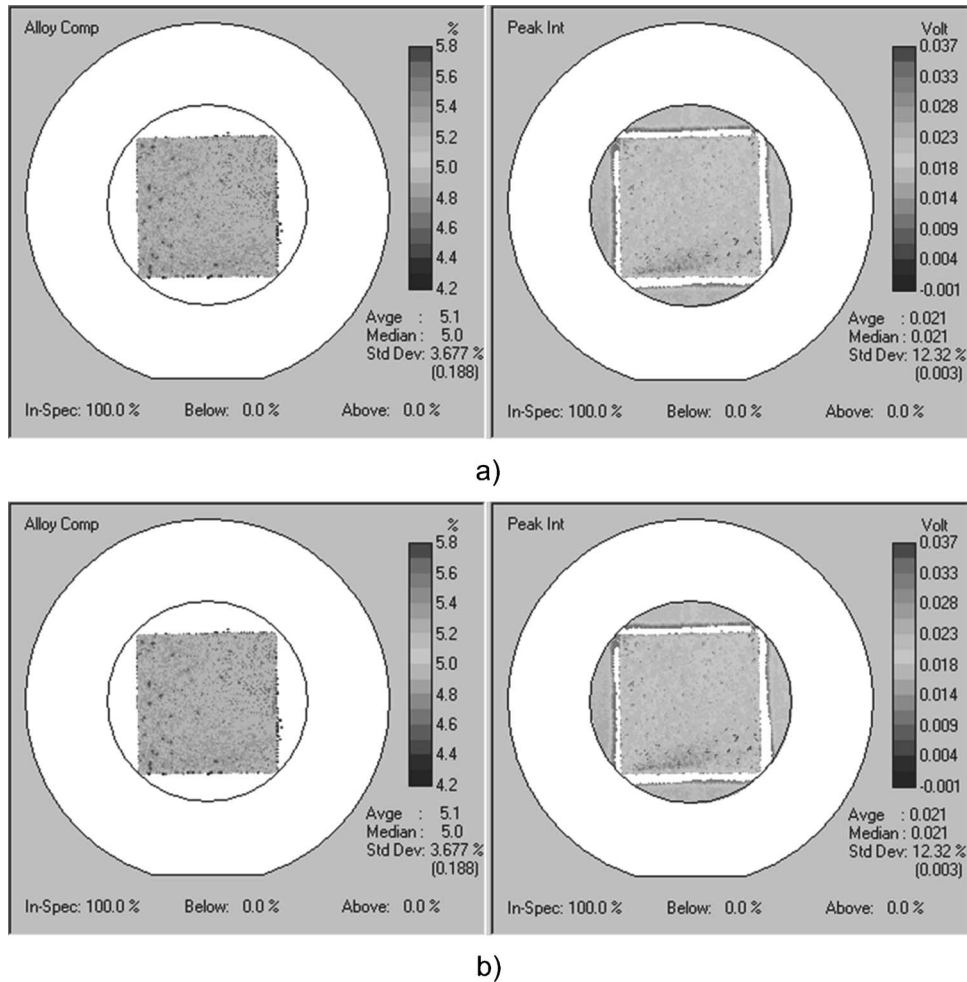 Alloy Comp
%
5.8
5.6
5.4
5.2
5.0
4.8
4.6
4.4
4.2
Avge : 5.1
Median : 5.0
Std Dev: 3.677 %
(0.188)
In-Spec: 100.0 % Below: 0.0 % Above: 0.0 %
Peak Int
Volt
0.037
0.033
0.028
0.023
0.018
0.014
0.009
0.004
-0.001
Avge : 0.021
Median : 0.021
Std Dev: 12.32 %
(0.003)
In-Spec: 100.0 % Below: 0.0 % Above: 0.0 %
a)
Alloy Comp
%
5.8
5.6
5.4
5.2
5.0
4.8
4.6
4.4
4.2
Avge : 5.1
Median : 5.0
Std Dev: 3.677 %
(0.188)
In-Spec: 100.0 % Below: 0.0 % Above: 0.0 %
Peak Int
Volt
0.037
0.033
0.028
0.023
0.018
0.014
0.009
0.004
-0.001
Avge : 0.021
Median : 0.021
Std Dev: 12.32 %
(0.003)
In-Spec: 100.0 % Below: 0.0 % Above: 0.0 %
b)